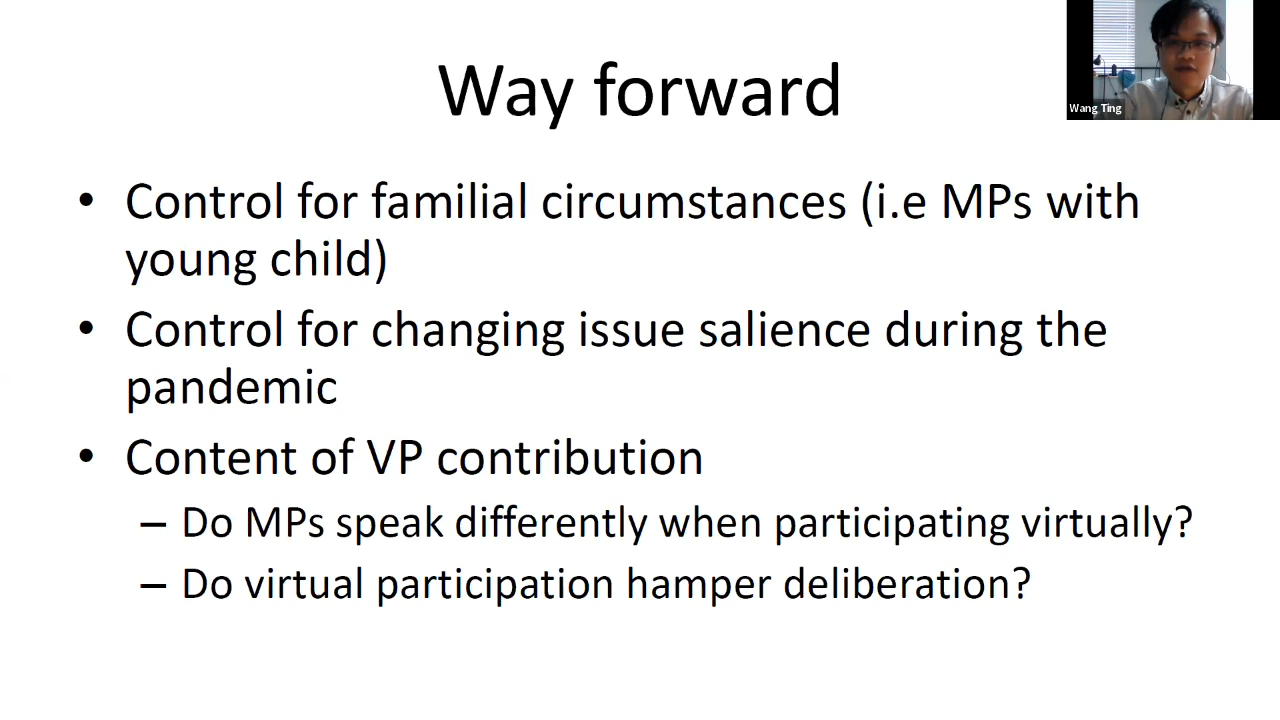 Way forward
Wang Ting
• Control for familial circumstances (i.e MPs with
young child)
• Control for changing issue salience during the
pandemic
• Content of VP contribution
– Do MPs speak differently when participating virtually?
– Do virtual participation hamper deliberation?